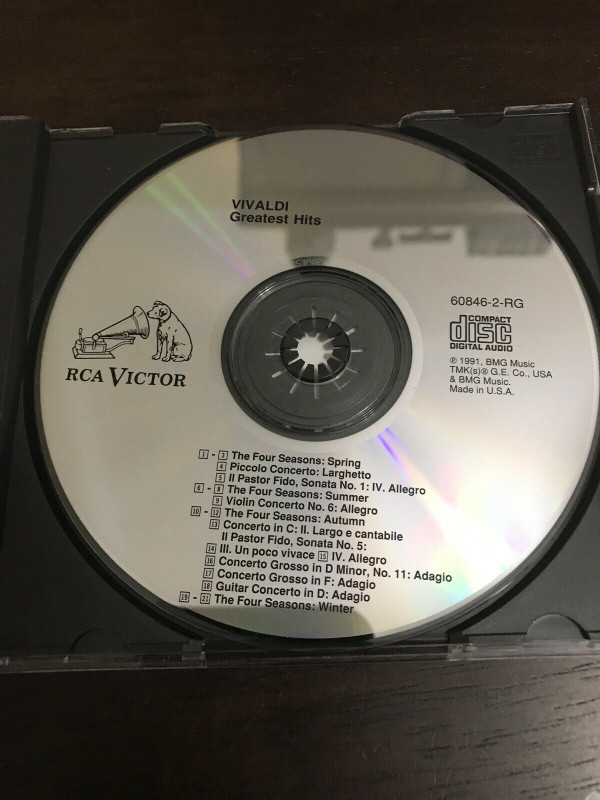 VIVALDI
Greatest Hits
60846-2-RG
COMPACT
disc
DIGITAL AUDIO
℗ 1991, BMG Music
TMK(s)® G.E. Co., USA
& BMG Music.
Made in U.S.A.
RCA VICTOR
1 - 3 The Four Seasons: Spring
4 Piccolo Concerto: Larghetto
5 Il Pastor Fido, Sonata No. 1: IV. Allegro
6 - 8 The Four Seasons: Summer
9 Violin Concerto No. 6: Allegro
10 - 12 The Four Seasons: Autumn
13 Concerto in C: II. Largo e cantabile
Il Pastor Fido, Sonata No. 5:
14 III. Un poco vivace 15 IV. Allegro
16 Concerto Grosso in D Minor, No. 11: Adagio
17 Concerto Grosso in F: Adagio
18 Guitar Concerto in D: Adagio
19 - 21 The Four Seasons: Winter